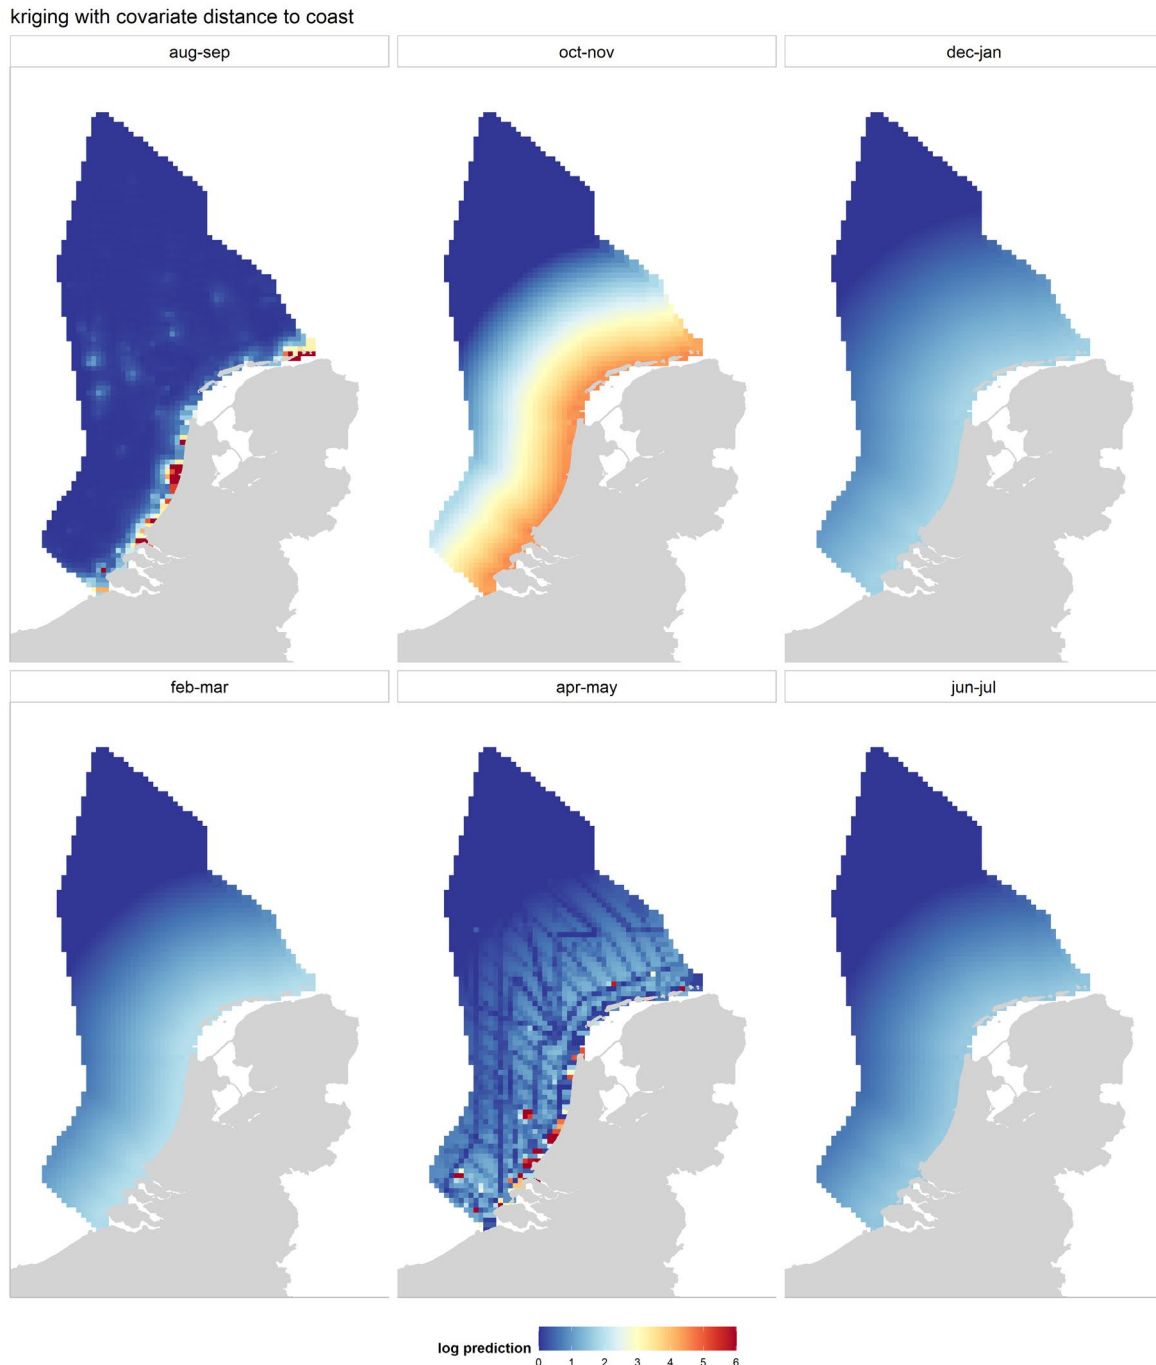 kriging with covariate distance to coast
aug-sep
oct-nov
dec-jan
feb-mar
apr-may
jun-jul
log prediction
0 1 2 3 4 5 6